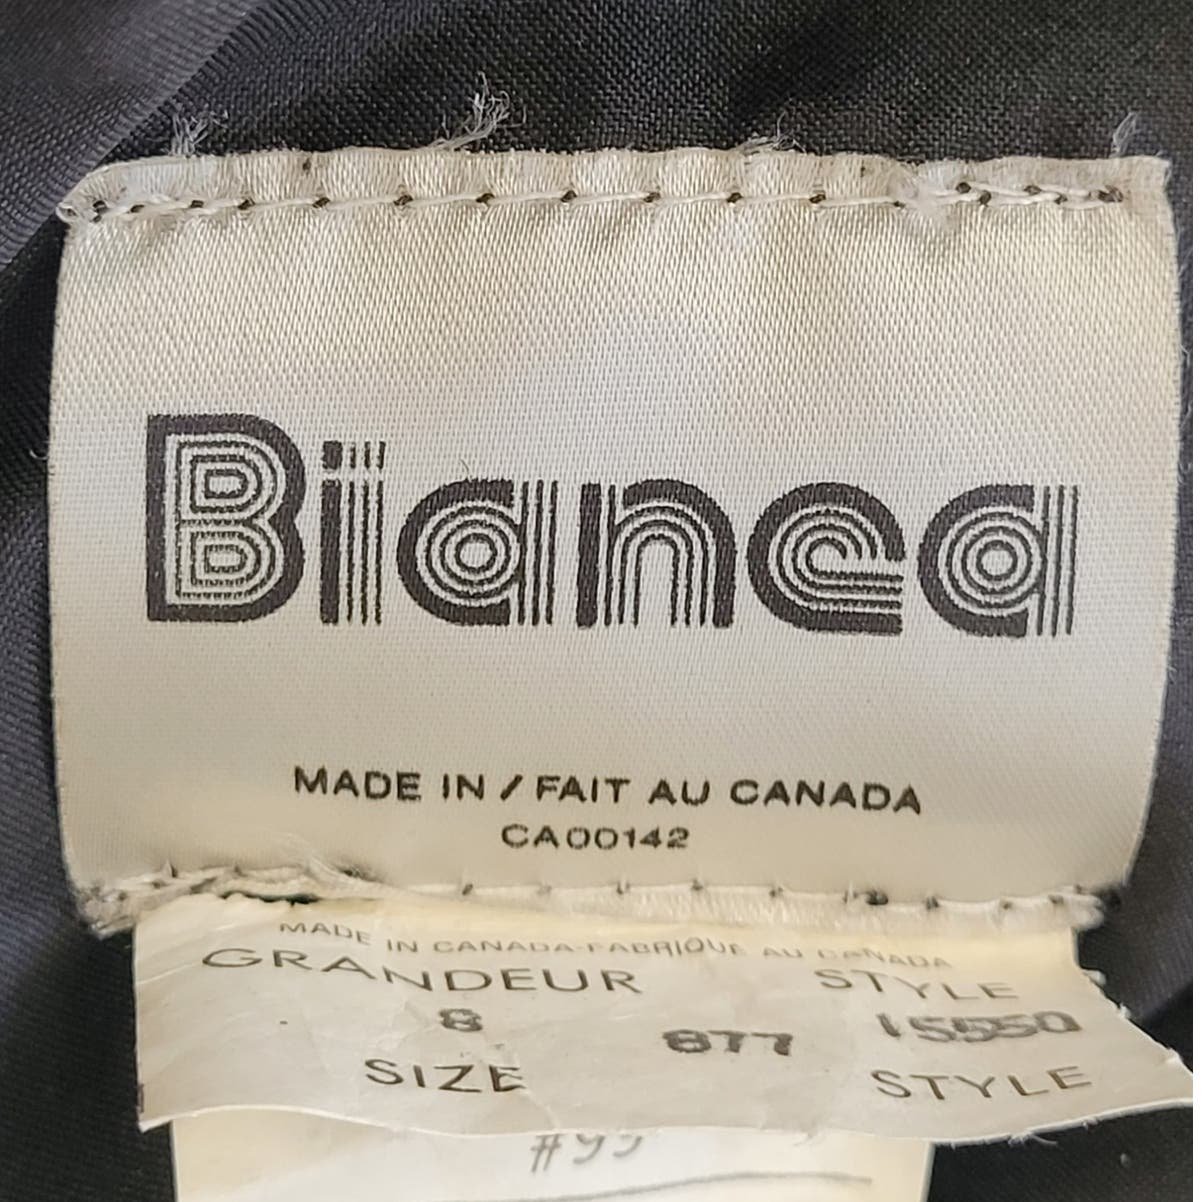 Bianca
MADE IN / FAIT AU CANADA
CA00142
MADE IN CANADA-FABRIQUE AU CANADA
GRANDEUR STYLE
8 877 15550
SIZE STYLE
#95